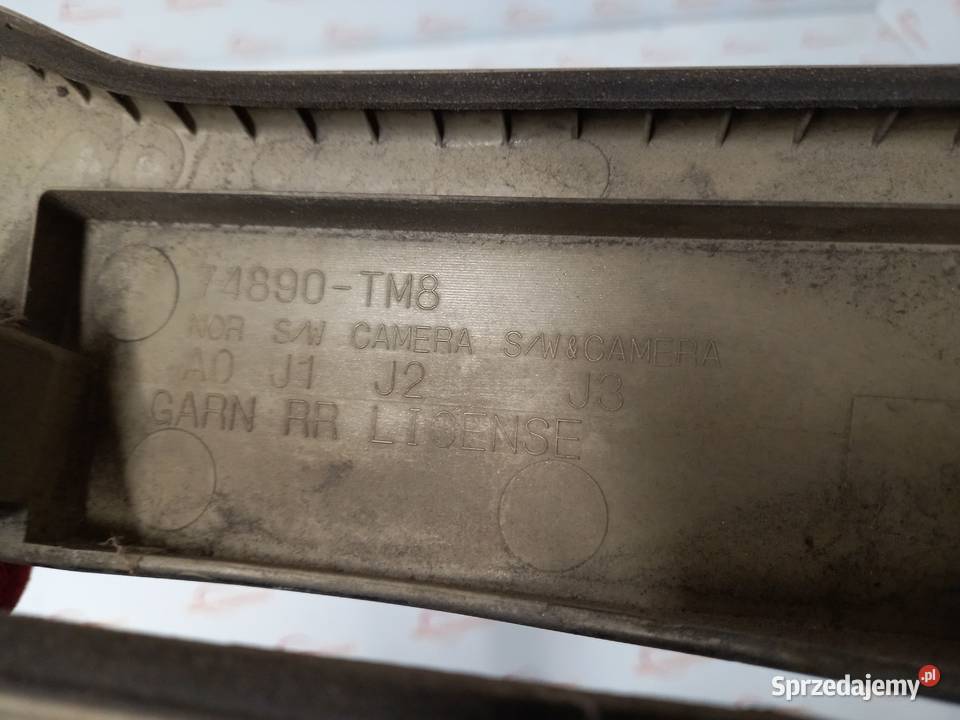 74890-TM8
NOR S/W CAMERA S/W&CAMERA
A0 J1 J2 J3
GARN RR LICENSE
Sprzedajemy.pl